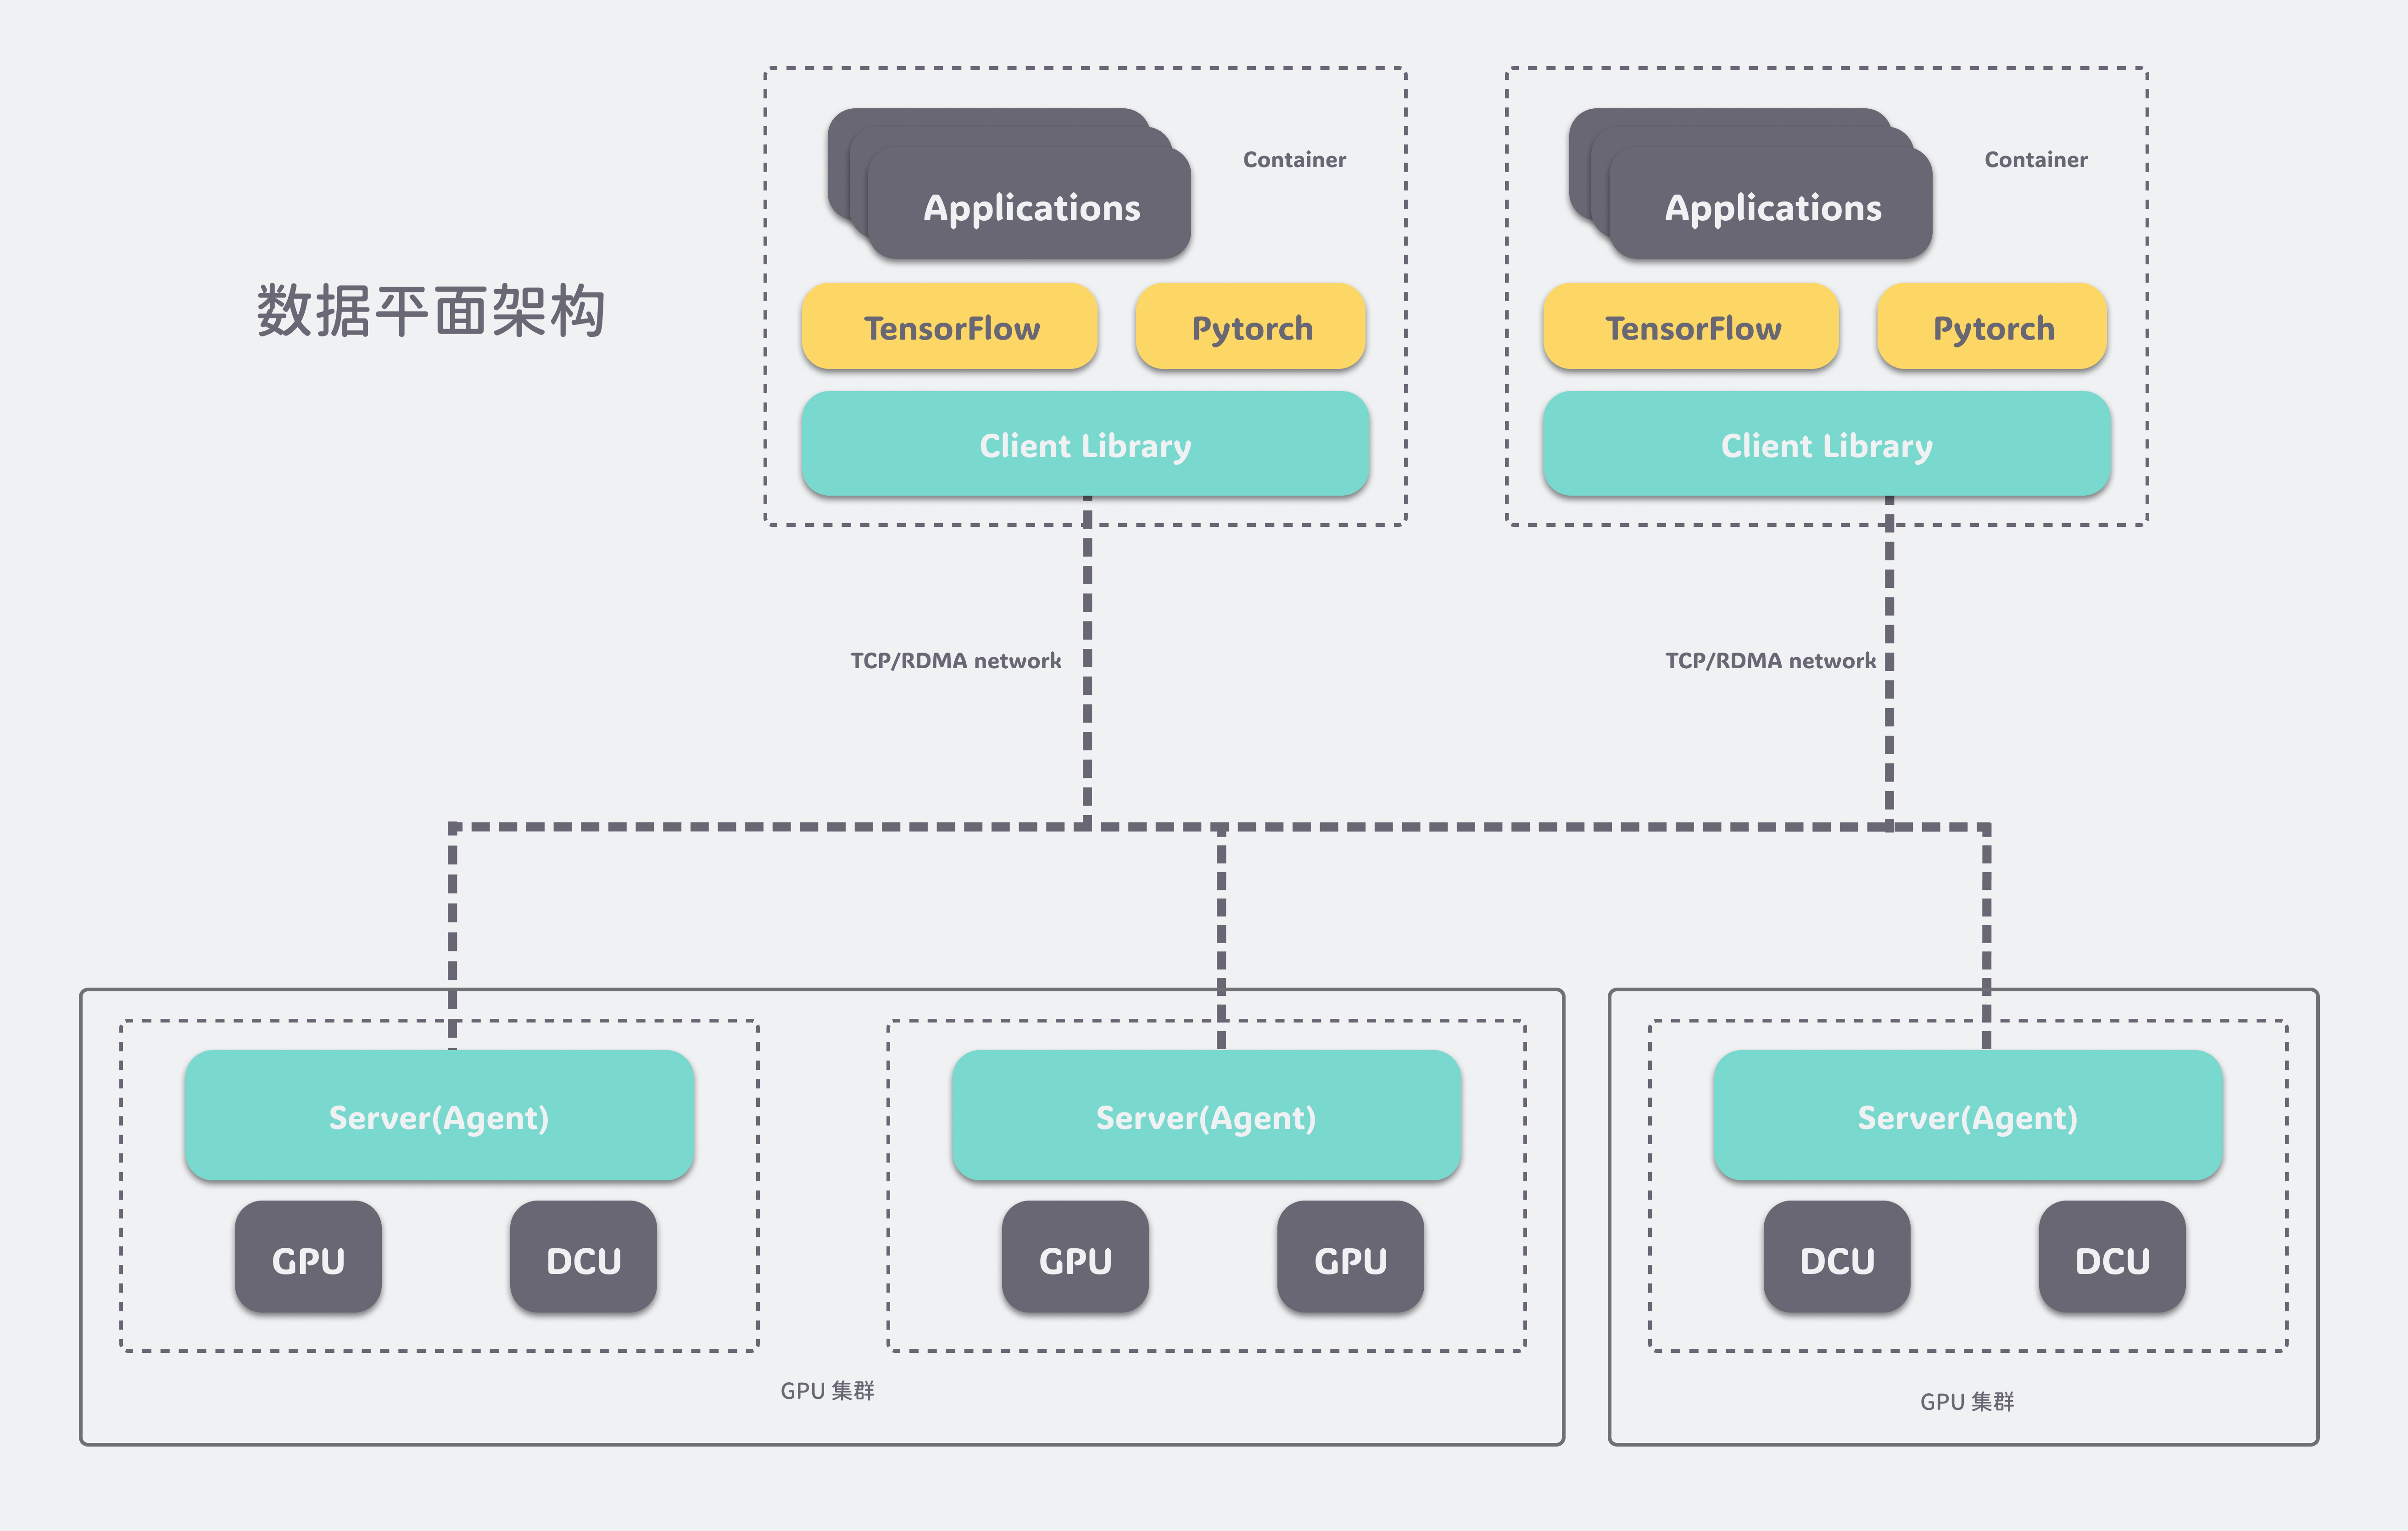 数据平面架构
Applications
Container
TensorFlow
Pytorch
Client Library
Applications
Container
TensorFlow
Pytorch
Client Library
TCP/RDMA network
TCP/RDMA network
Server(Agent)
GPU
DCU
Server(Agent)
GPU
GPU
GPU 集群
Server(Agent)
DCU
DCU
GPU 集群